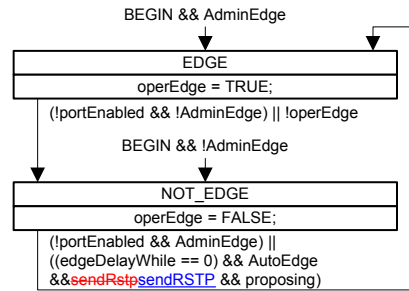 BEGIN && AdminEdge
EDGE
operEdge = TRUE;
(!portEnabled && !AdminEdge) || !operEdge
BEGIN && !AdminEdge
NOT_EDGE
operEdge = FALSE;
(!portEnabled && AdminEdge) ||
((edgeDelayWhile == 0) && AutoEdge
&&sendRstpsendRSTP && proposing)